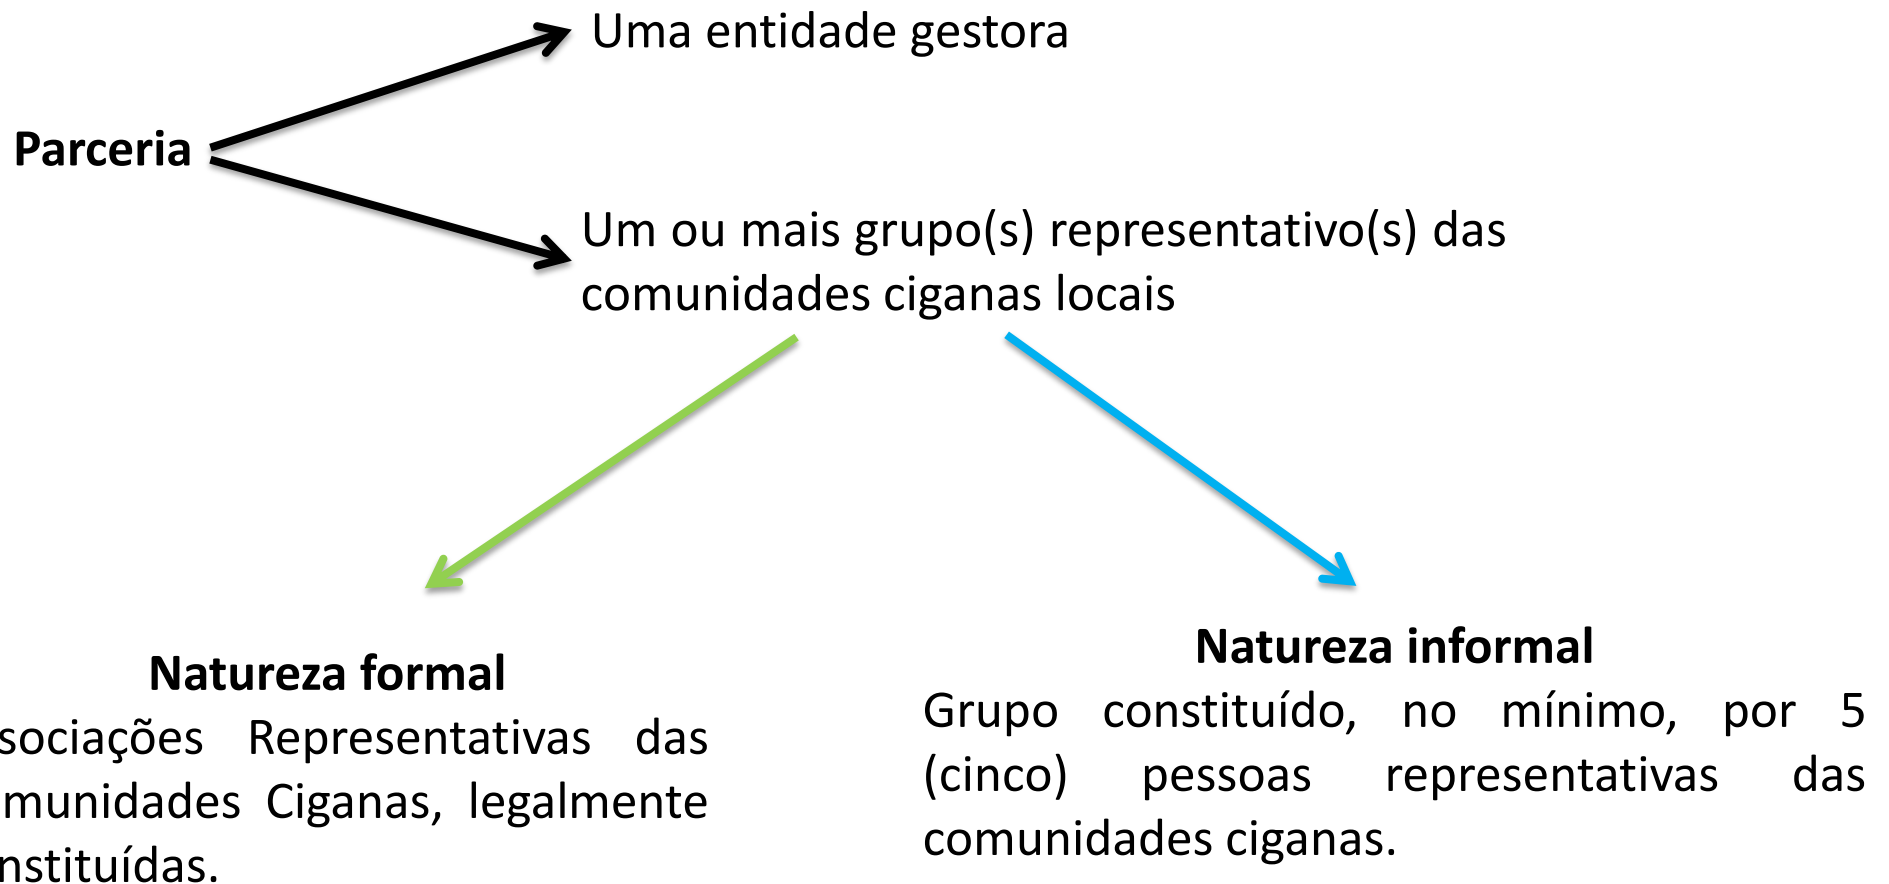 Uma entidade gestora
Parceria
Um ou mais grupo(s) representativo(s) das
comunidades ciganas locais
Natureza formal
sociações Representativas das
munidades Ciganas, legalmente
nstituídas.
Natureza informal
Grupo constituído, no mínimo, por 5
(cinco) pessoas representativas das
comunidades ciganas.